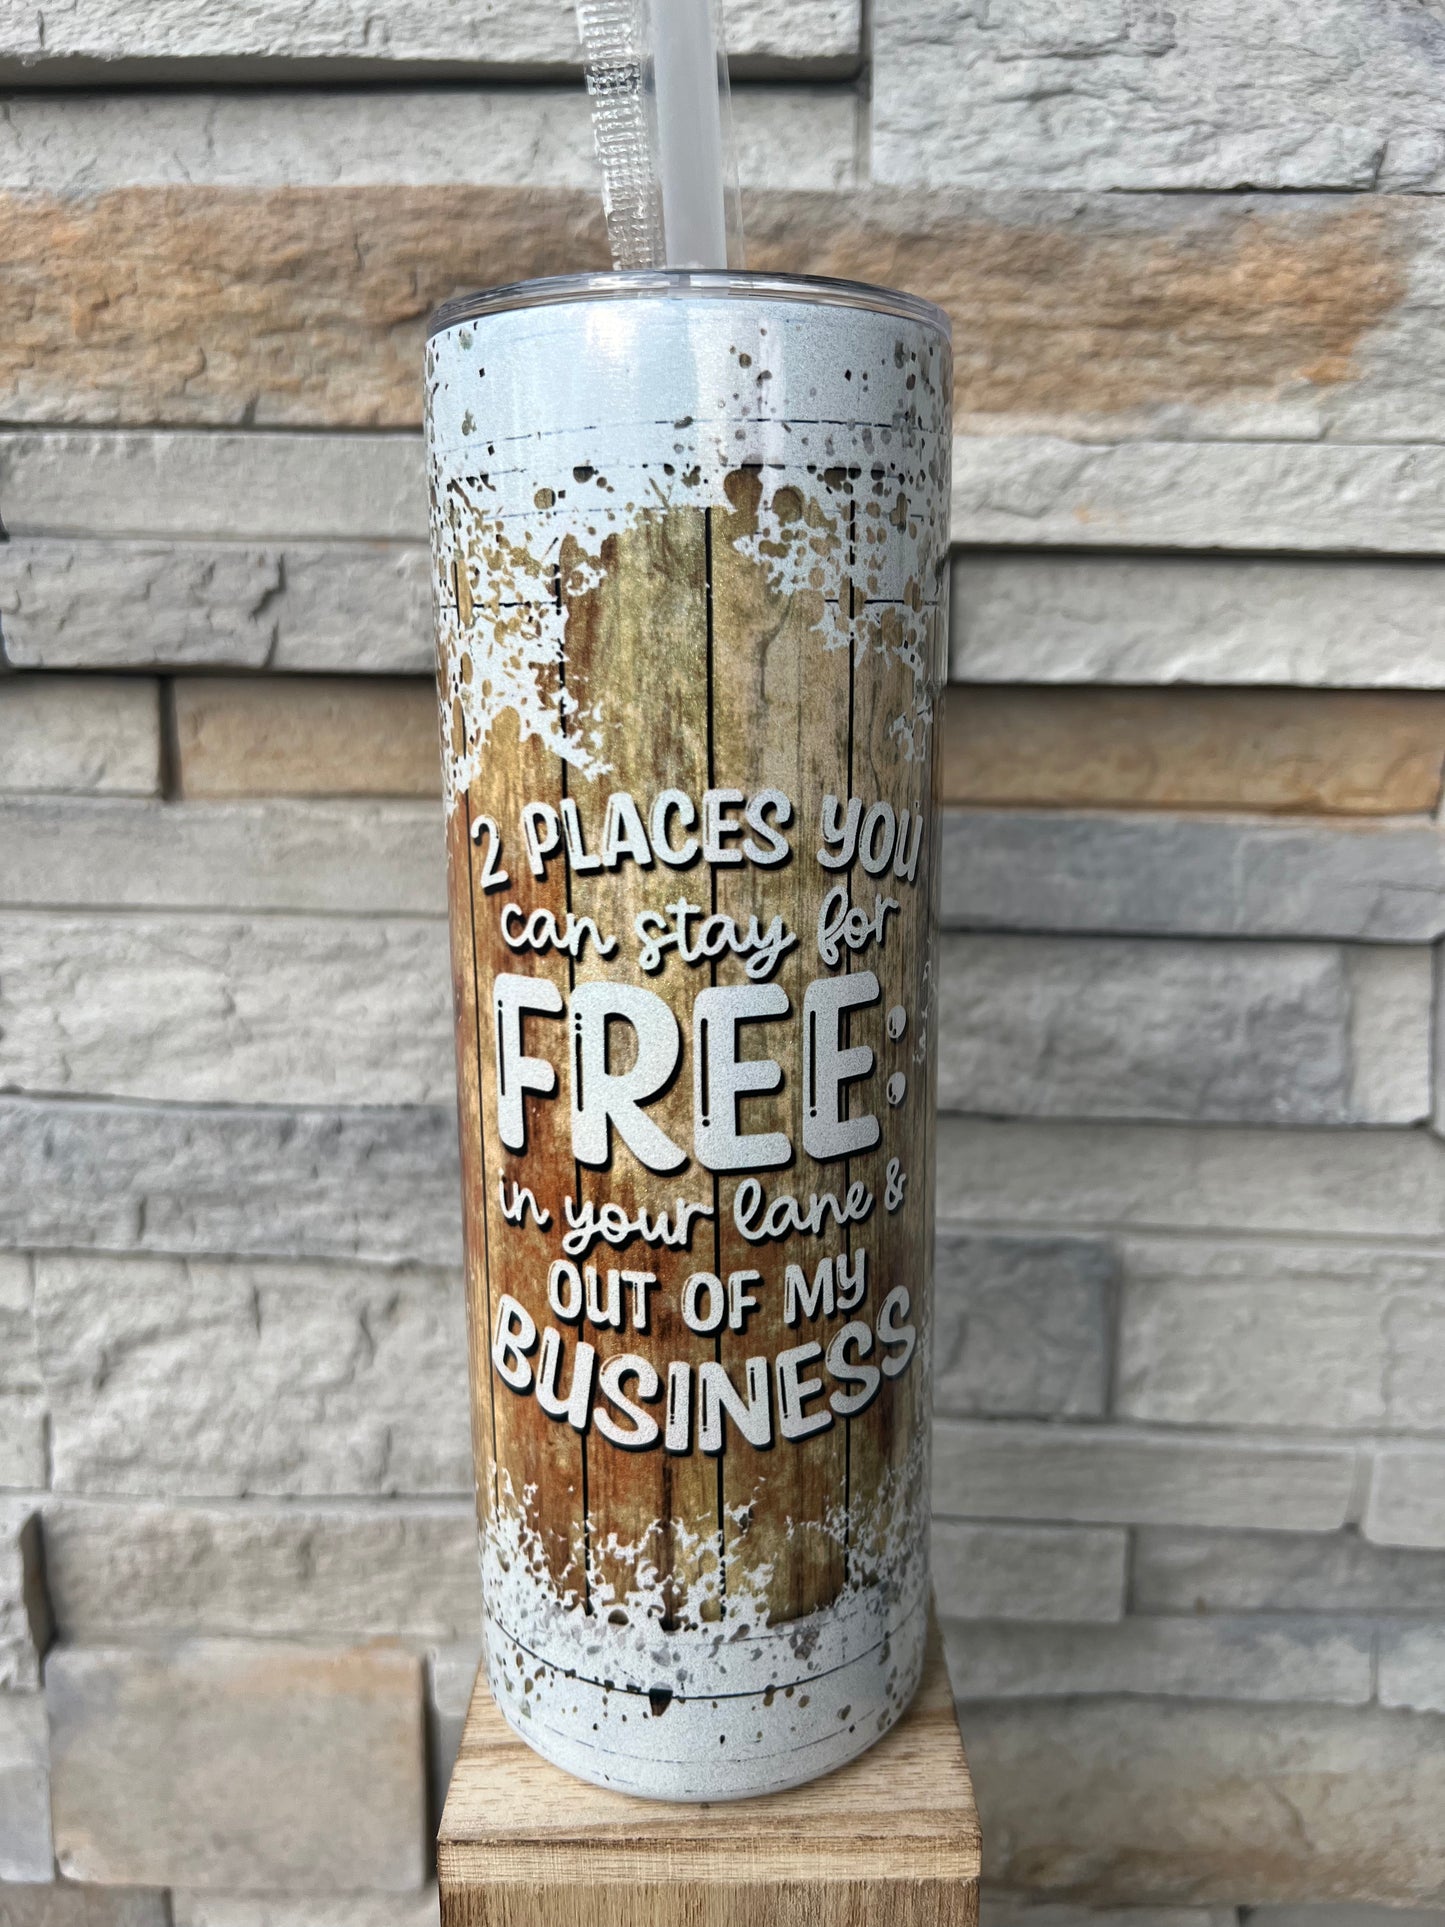 2 PLACES YOU
can stay for
FREE:
in your lane &
OUT OF MY
BUSINESS